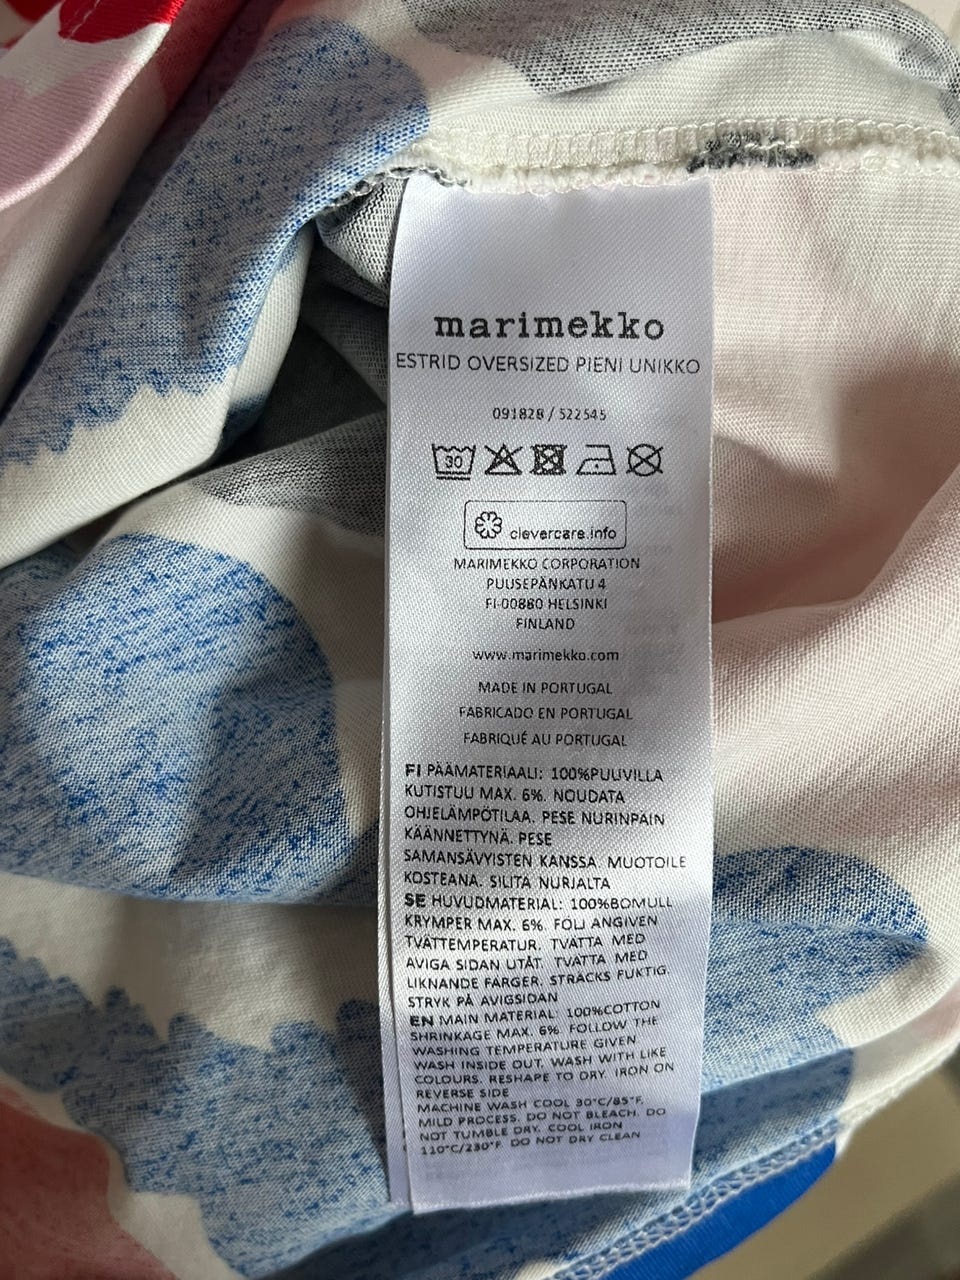 marimekko
ESTRID OVERSIZED PIENI UNIKKO
091828 / 522545
30
clevercare.info
MARIMEKKO CORPORATION
PUUSEPÄNKATU 4
FI-00880 HELSINKI
FINLAND
www.marimekko.com
MADE IN PORTUGAL
FABRICADO EN PORTUGAL
FABRIQUÉ AU PORTUGAL
FI PÄÄMATERIAALI: 100%PUUVILLA
KUTISTUU MAX. 6%. NOUDATA
OHJELÄMPÖTILAA. PESE NURINPÄIN
KÄÄNNETTYNÄ. PESE
SAMANSÄVYISTEN KANSSA. MUOTOILE
KOSTEANA. SILITÄ NURJALTA
SE HUVUDMATERIAL: 100%BOMULL
KRYMPER MAX. 6%. FÖLJ ANGIVEN
TVÄTTEMPERATUR. TVÄTTA MED
AVIGA SIDAN UTÅT. TVÄTTA MED
LIKNANDE FÄRGER. STRÄCKS FUKTIG.
STRYK PÅ AVIGSIDAN
EN MAIN MATERIAL: 100%COTTON
SHRINKAGE MAX. 6%. FOLLOW THE
WASHING TEMPERATURE GIVEN.
WASH INSIDE OUT. WASH WITH LIKE
COLOURS. RESHAPE TO DRY. IRON ON
REVERSE SIDE
MACHINE WASH COOL 30°C/85°F.
MILD PROCESS. DO NOT BLEACH. DO
NOT TUMBLE DRY. COOL IRON
110°C/230°F. DO NOT DRY CLEAN